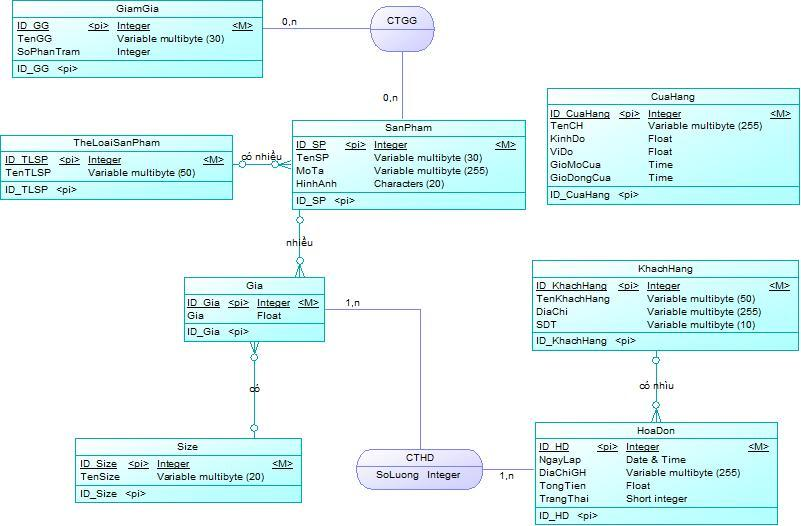 GiamGia
ID_GG <pi> Integer <M>
TenGG Variable multibyte (30)
SoPhanTram Integer
ID_GG <pi>
0,n
CTGG
0,n
CuaHang
ID_CuaHang <pi> Integer <M>
TenCH Variable multibyte (255)
KinhDo Float
ViDo Float
GioMoCua Time
GioDongCua Time
ID_CuaHang <pi>
TheLoaiSanPham
ID_TLSP <pi> Integer <M>
TenTLSP Variable multibyte (50)
ID_TLSP <pi>
có nhiều
SanPham
ID_SP <pi> Integer <M>
TenSP Variable multibyte (30)
MoTa Variable multibyte (255)
HinhAnh Characters (20)
ID_SP <pi>
nhiều
Gia
ID_Gia <pi> Integer <M>
Gia Float
ID_Gia <pi>
1,n
KhachHang
ID_KhachHang <pi> Integer <M>
TenKhachHang Variable multibyte (50)
DiaChi Variable multibyte (255)
SDT Variable multibyte (10)
ID_KhachHang <pi>
có
có nhìu
Size
ID_Size <pi> Integer <M>
TenSize Variable multibyte (20)
ID_Size <pi>
CTHD
SoLuong Integer
1,n
HoaDon
ID_HD <pi> Integer <M>
NgayLap Date & Time
DiaChiGH Variable multibyte (255)
TongTien Float
TrangThai Short integer
ID_HD <pi>